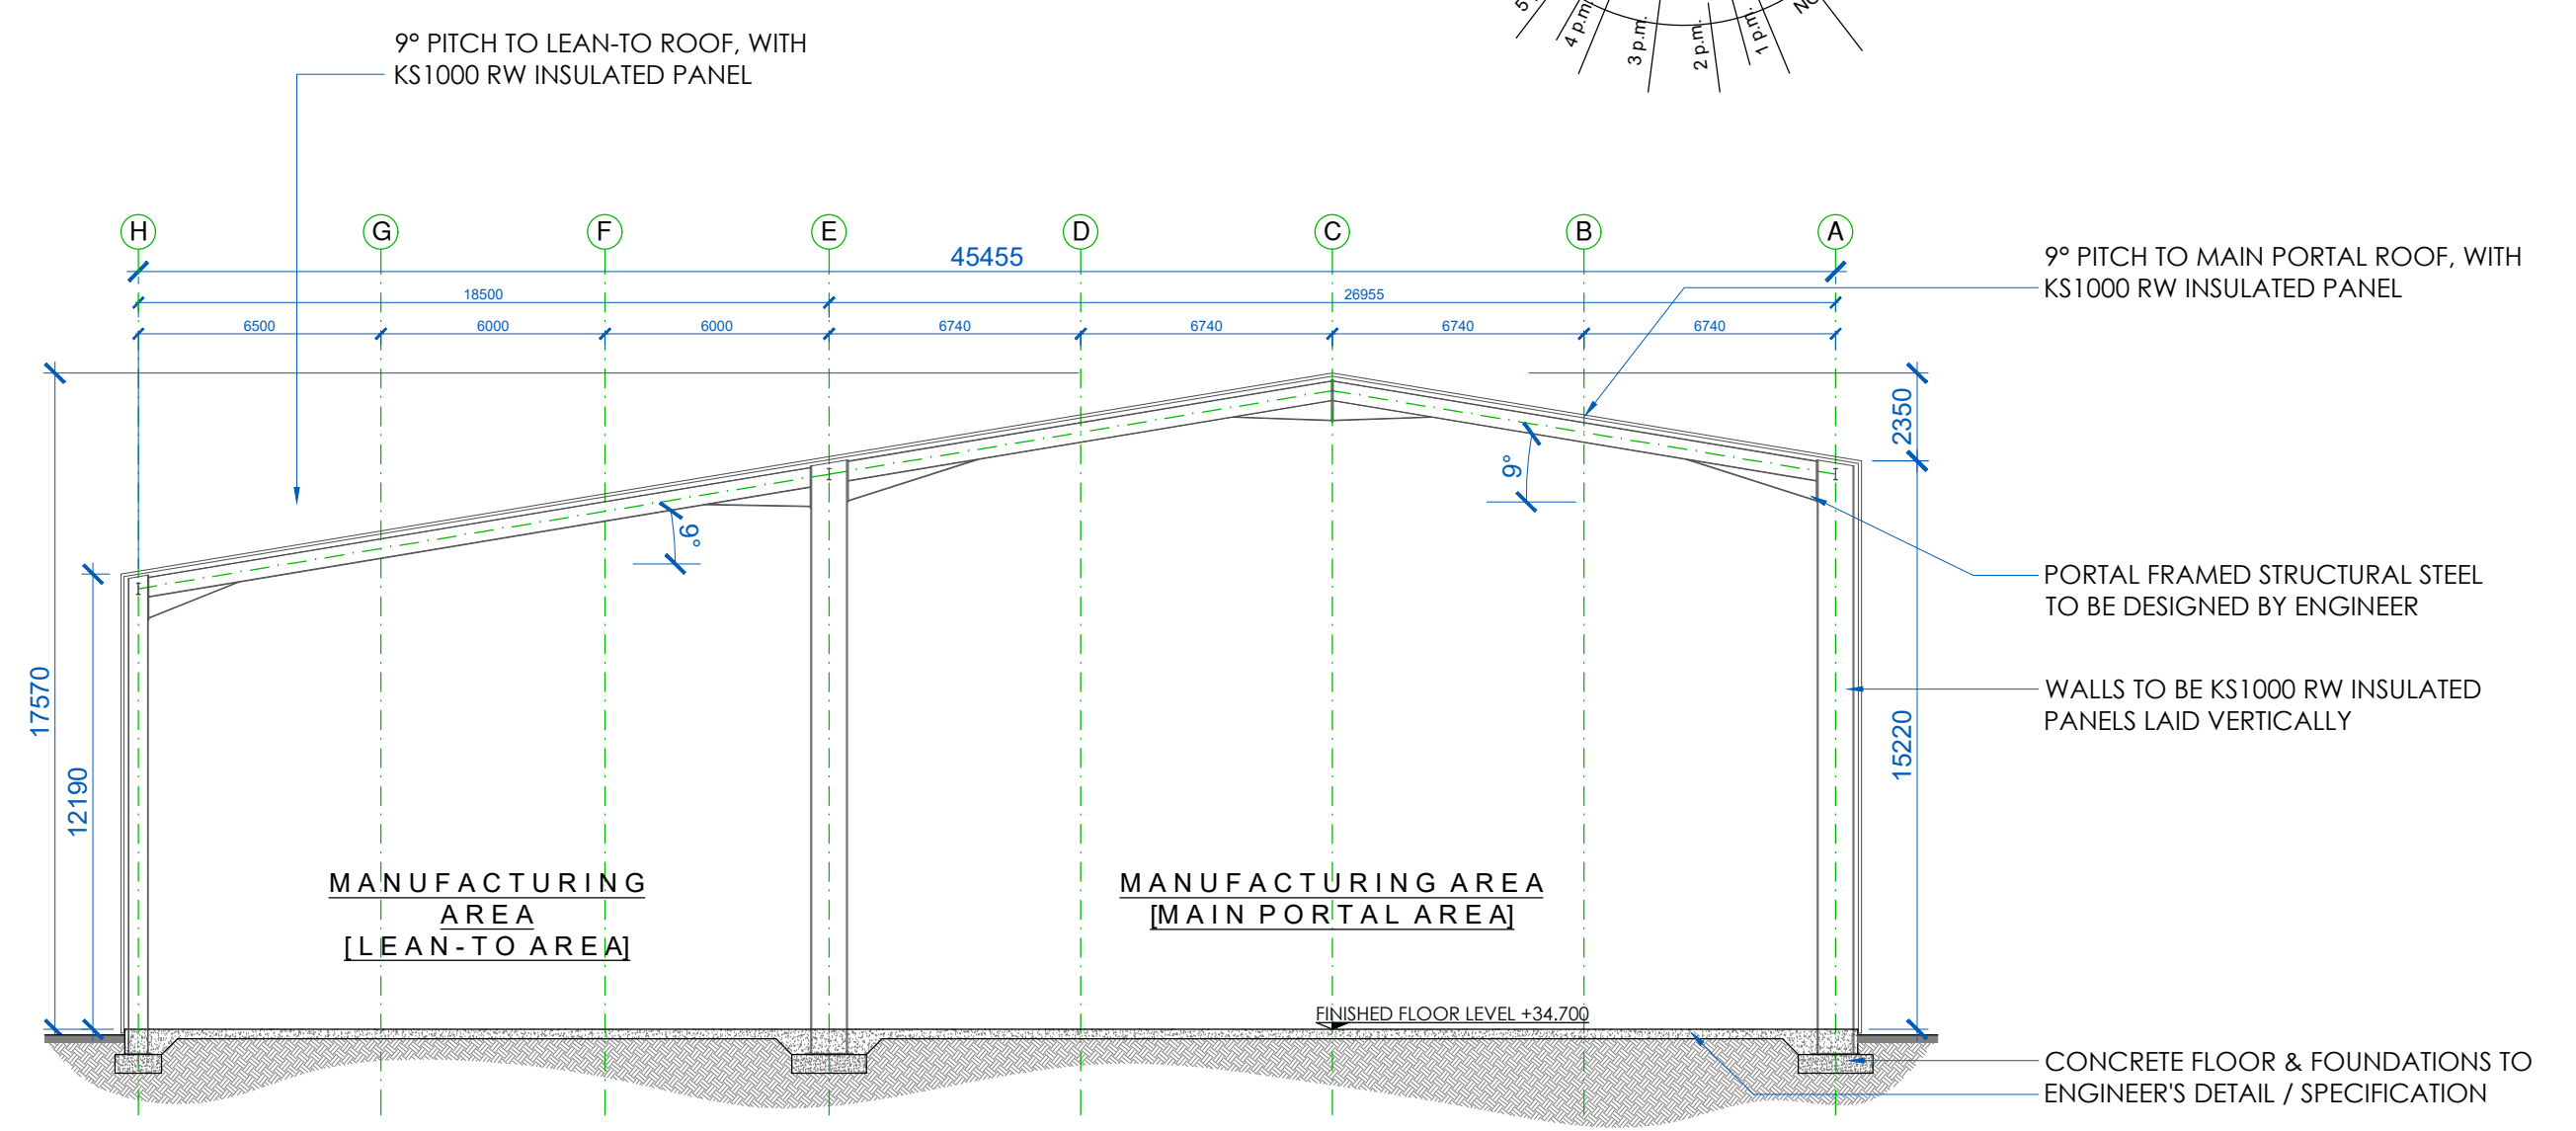 4 p.m.
3 p.m.
2 p.m.
1 p.m.
9° PITCH TO LEAN-TO ROOF, WITH
KS1000 RW INSULATED PANEL
H G F E D C B A
45455
18500 26955
6500 6000 6000 6740 6740 6740 6740
9° PITCH TO MAIN PORTAL ROOF, WITH
KS1000 RW INSULATED PANEL
2350
9°
9°
PORTAL FRAMED STRUCTURAL STEEL
TO BE DESIGNED BY ENGINEER
17570
12190
15220
WALLS TO BE KS1000 RW INSULATED
PANELS LAID VERTICALLY
MANUFACTURING
AREA
[LEAN-TO AREA]
MANUFACTURING AREA
[MAIN PORTAL AREA]
FINISHED FLOOR LEVEL +34.700
CONCRETE FLOOR & FOUNDATIONS TO
ENGINEER'S DETAIL / SPECIFICATION